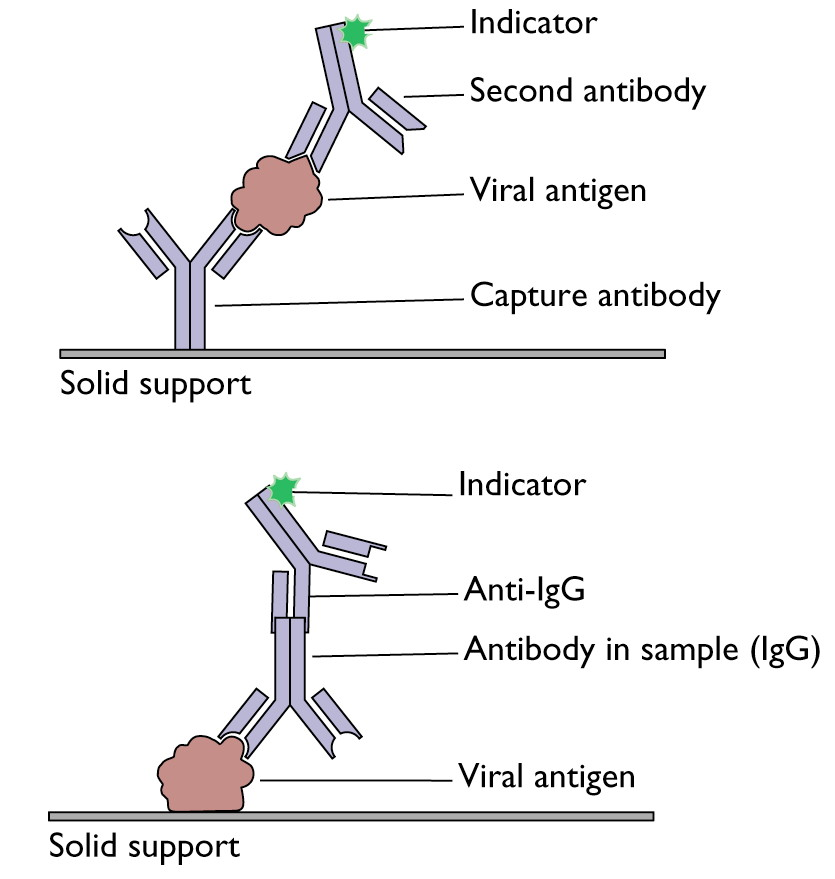 Indicator
Second antibody
Viral antigen
Capture antibody
Solid support
Indicator
Anti-IgG
Antibody in sample (IgG)
Viral antigen
Solid support